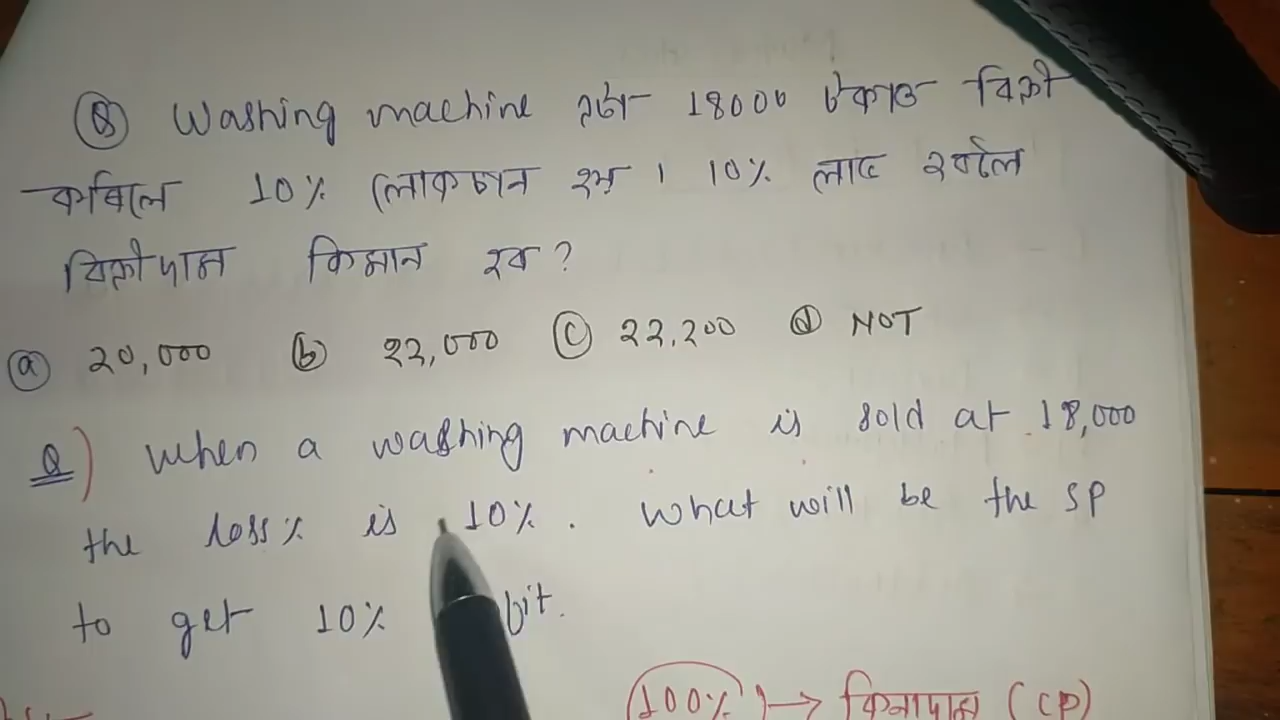 Ⓠ Washing machine এটা 18000 টকাত বিক্ৰী
কৰিলে 10% লোকচান হয় । 10% লাভ হ'বলৈ
বিক্ৰীদাম কিমান হব ?
ⓐ 20,000 ⓑ 22,000 ⓒ 22,200 ⓓ NOT
Q) When a washing machine is sold at 18,000
the loss% is 10%. What will be the SP
to get 10% fit.
100% → কিনাদাম (CP)